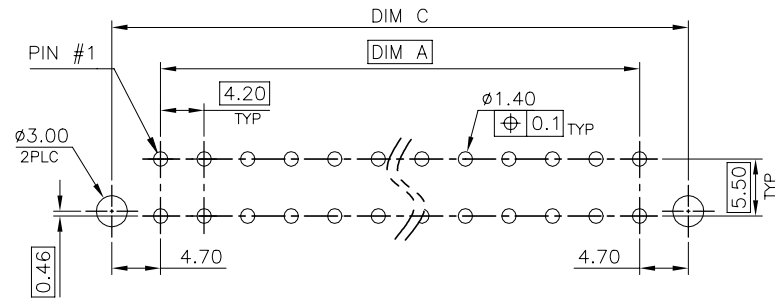 DIM C
PIN #1
DIM A
4.20
TYP
ø1.40
⌖ 0.1 TYP
ø3.00
2PLC
5.50
TYP
0.46
4.70
4.70